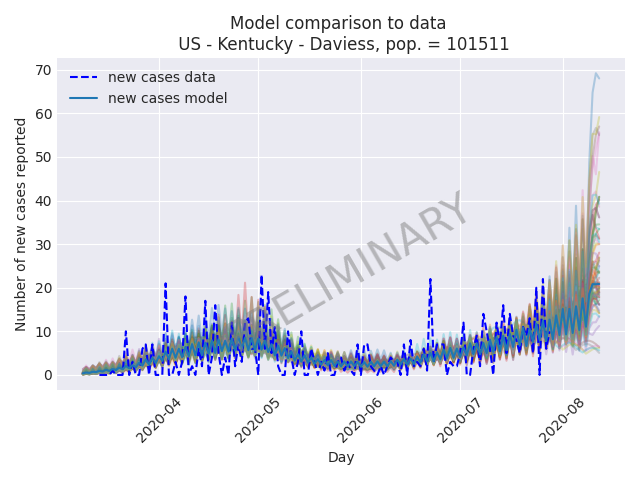 Model comparison to data
US - Kentucky - Daviess, pop. = 101511
new cases data
new cases model
PRELIMINARY
Number of new cases reported
70
60
50
40
30
20
10
0
2020-04
2020-05
2020-06
2020-07
2020-08
Day